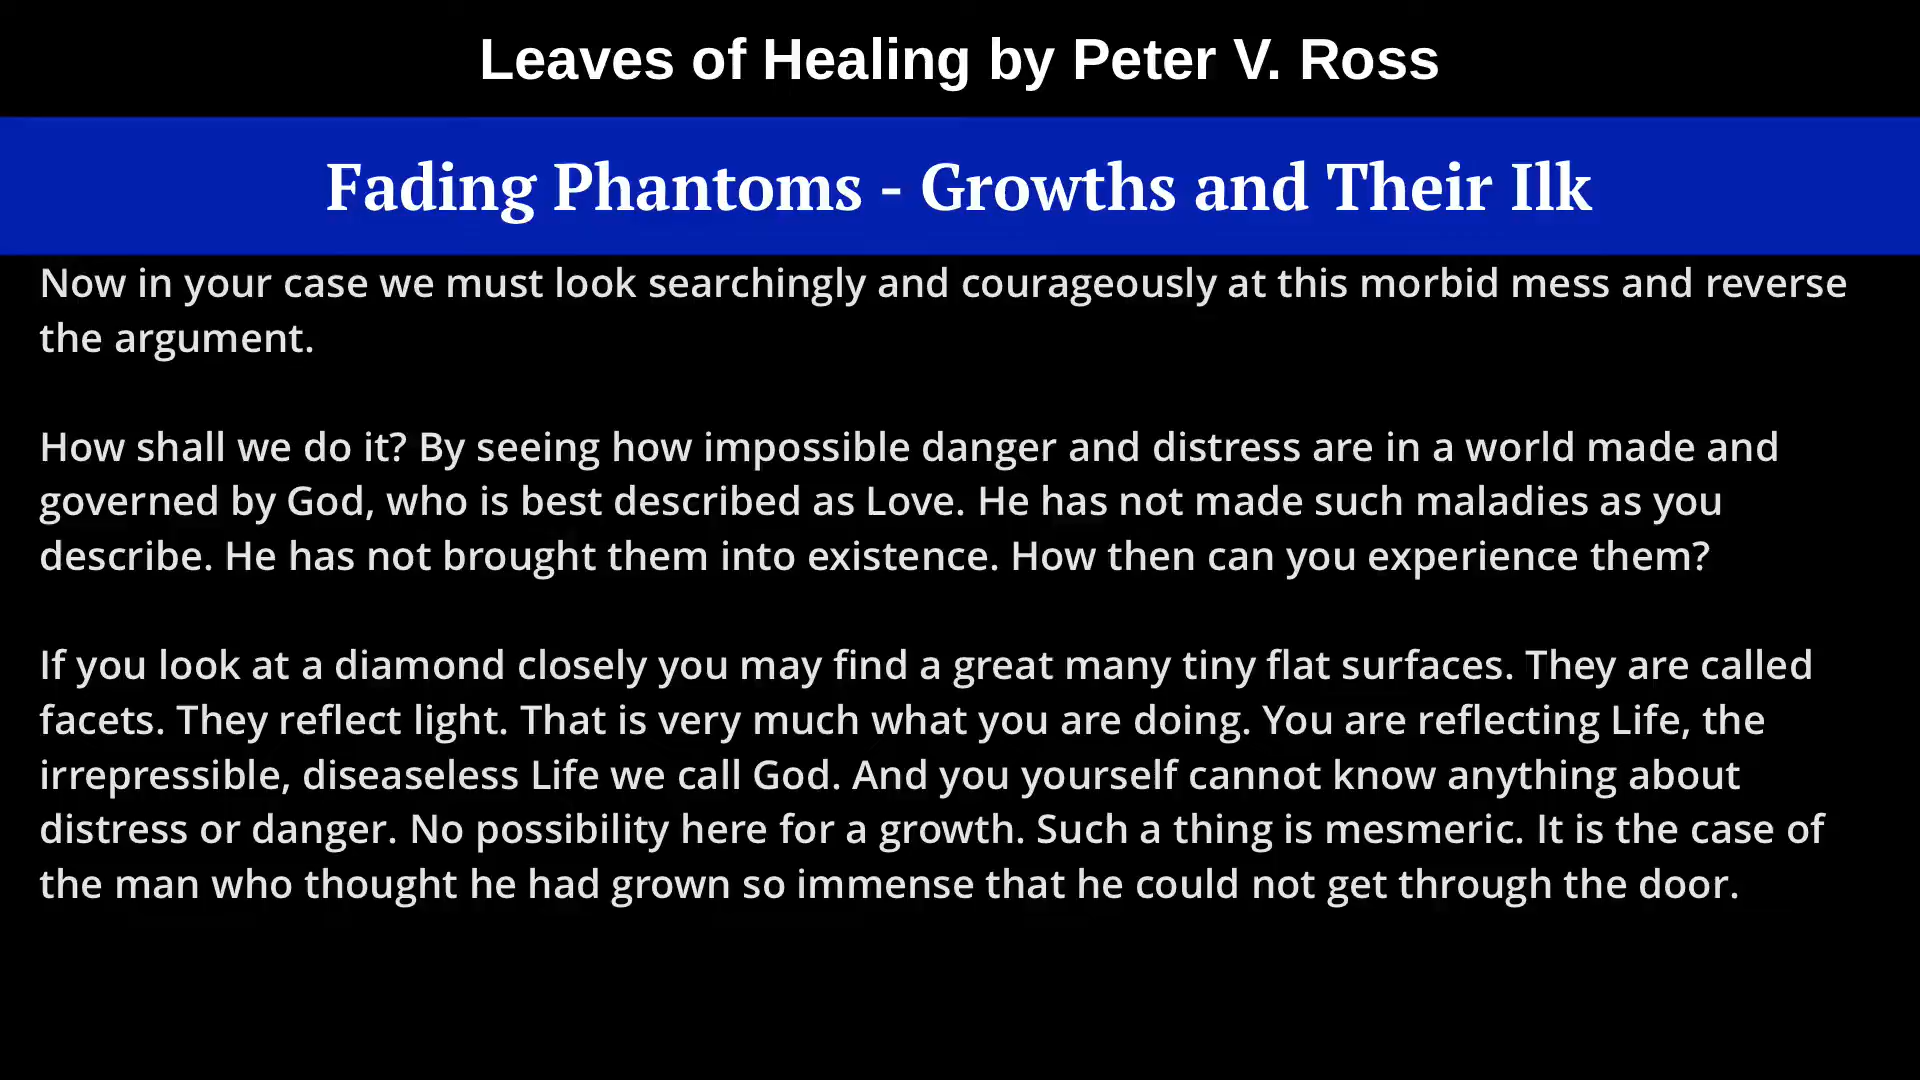 Leaves of Healing by Peter V. Ross
Fading Phantoms - Growths and Their Ilk
Now in your case we must look searchingly and courageously at this morbid mess and reverse
the argument.
How shall we do it? By seeing how impossible danger and distress are in a world made and
governed by God, who is best described as Love. He has not made such maladies as you
describe. He has not brought them into existence. How then can you experience them?
If you look at a diamond closely you may find a great many tiny flat surfaces. They are called
facets. They reflect light. That is very much what you are doing. You are reflecting Life, the
irrepressible, diseaseless Life we call God. And you yourself cannot know anything about
distress or danger. No possibility here for a growth. Such a thing is mesmeric. It is the case of
the man who thought he had grown so immense that he could not get through the door.